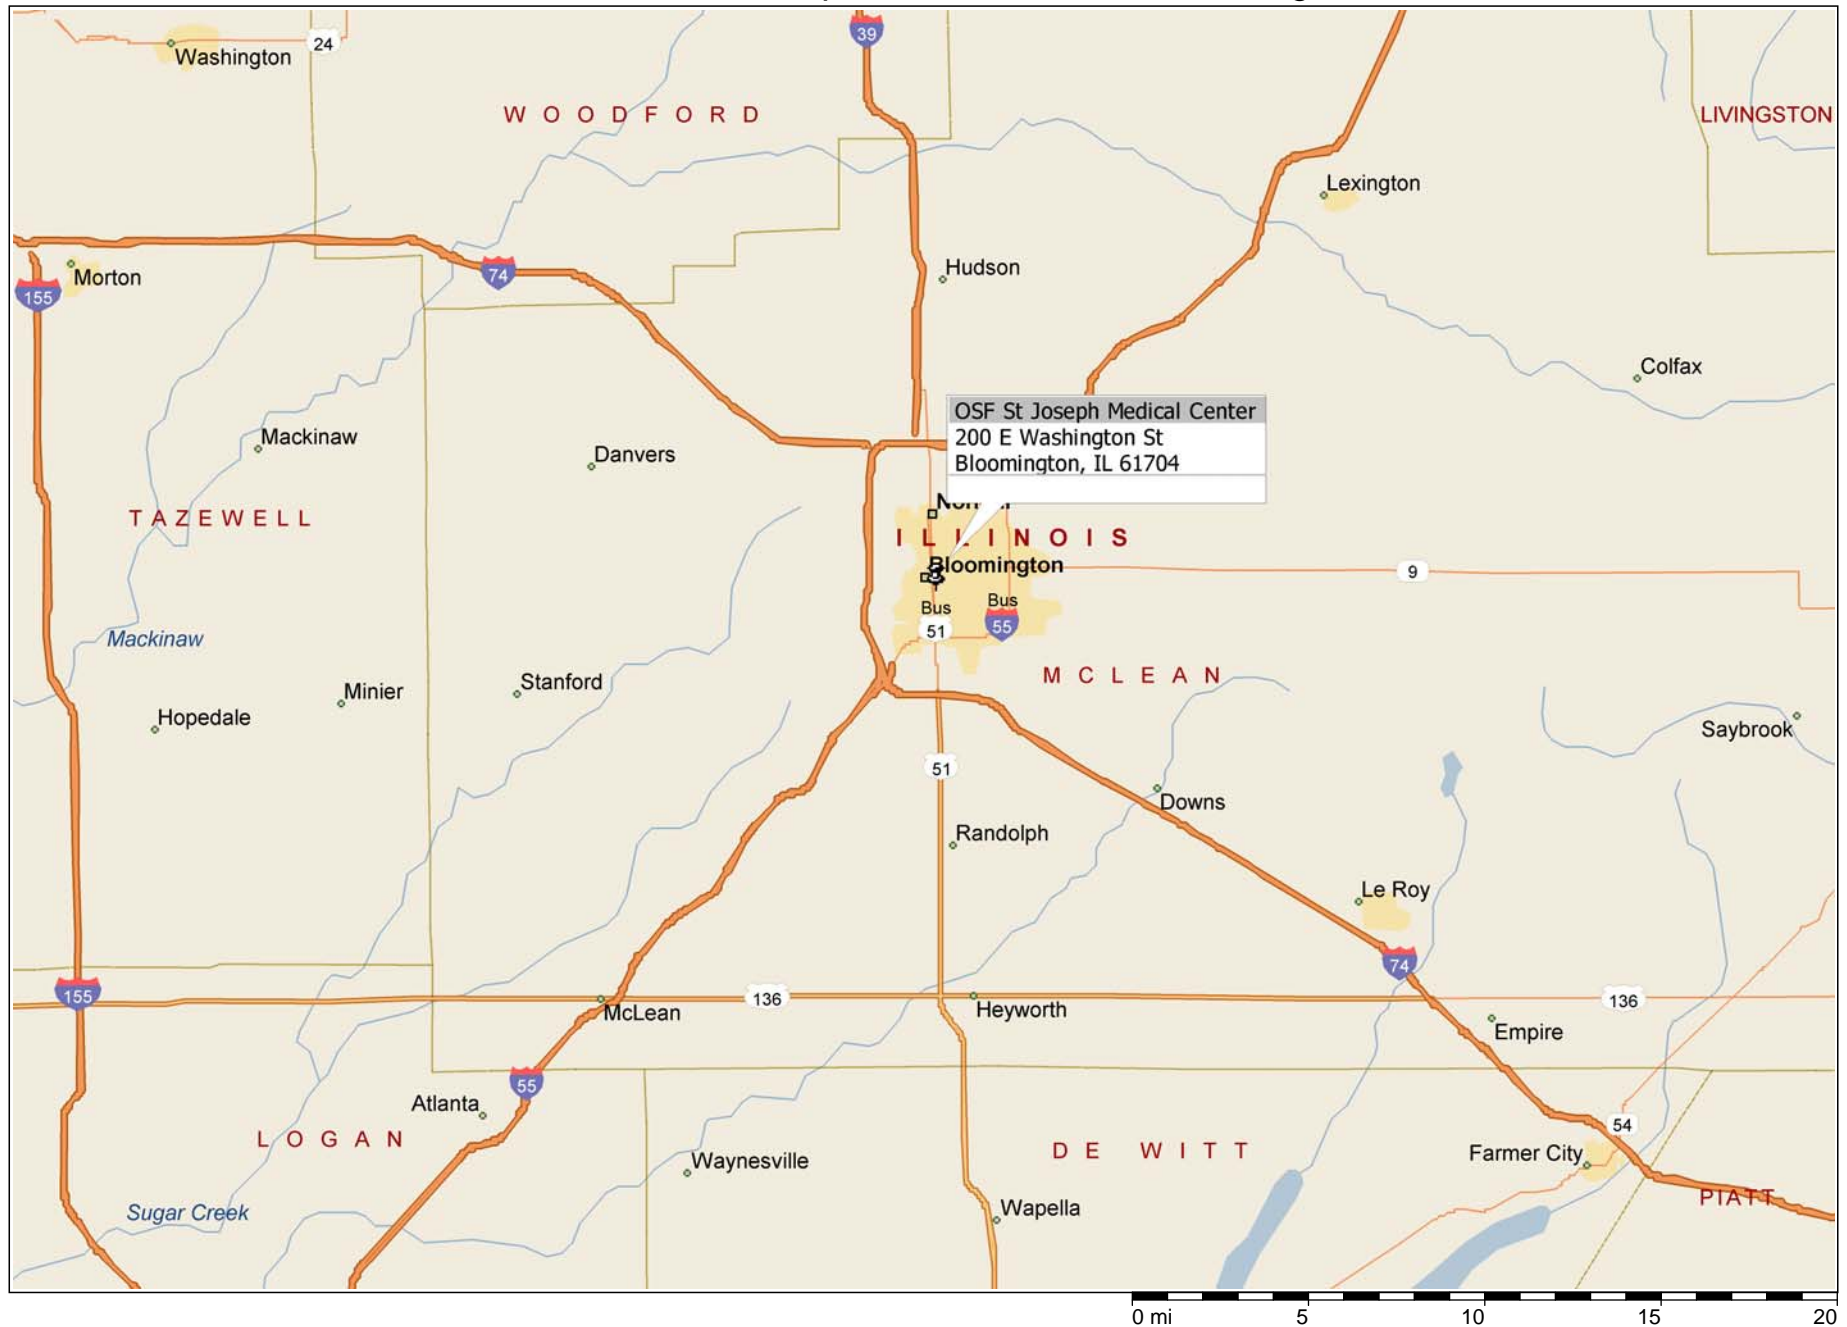 39
24
Washington
WOODFORD
LIVINGSTON
Lexington
Hudson
74
Morton
155
Colfax
OSF St Joseph Medical Center
200 E Washington St
Bloomington, IL 61704
Mackinaw
Danvers
TAZEWELL
ILLINOIS
Bloomington
9
Bus
Bus
51
55
Mackinaw
MCLEAN
Stanford
Minier
Hopedale
Saybrook
51
Downs
Randolph
Le Roy
74
155
136
136
McLean
Heyworth
Empire
55
Atlanta
LOGAN
54
DE WITT
Farmer City
Waynesville
PIATT
Sugar Creek
Wapella
0 mi 5 10 15 20